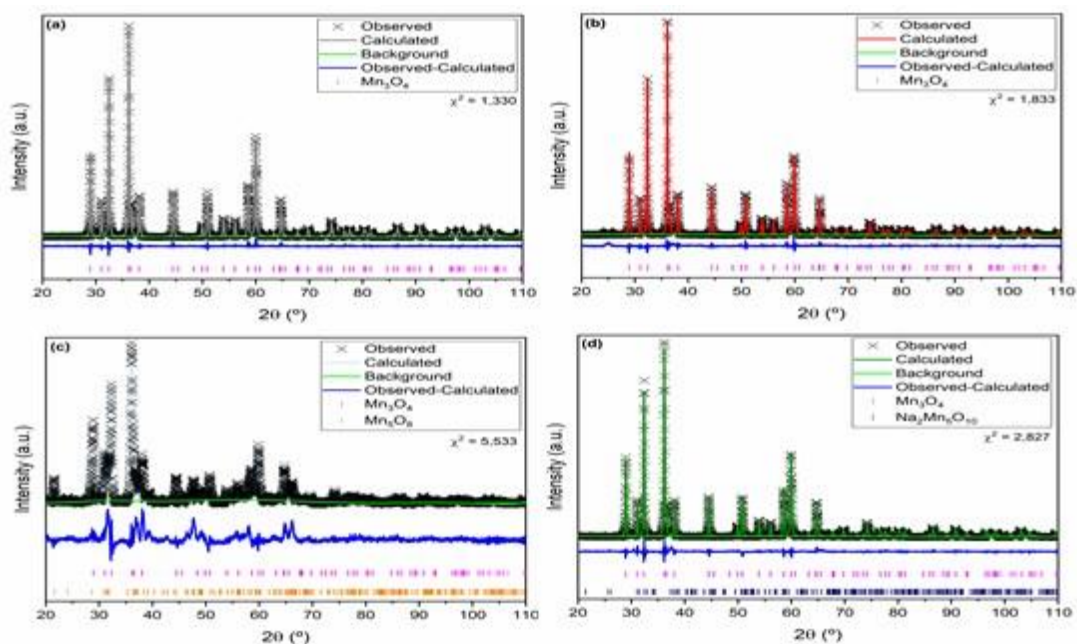 (a)
Observed
Calculated
Background
Observed-Calculated
Mn₃O₄
χ² = 1,330
Intensity (a.u.)
20 30 40 50 60 70 80 90 100 110
2θ (º)
(b)
Observed
Calculated
Background
Observed-Calculated
Mn₃O₄
χ² = 1,833
Intensity (a.u.)
20 30 40 50 60 70 80 90 100 110
2θ (º)
(c)
Observed
Calculated
Background
Observed-Calculated
Mn₃O₄
Mn₅O₈
χ² = 5,533
Intensity (a.u.)
20 30 40 50 60 70 80 90 100 110
2θ (º)
(d)
Observed
Calculated
Background
Observed-Calculated
Mn₃O₄
Na₂Mn₅O₁₀
χ² = 2,827
Intensity (a.u.)
20 30 40 50 60 70 80 90 100 110
2θ (º)